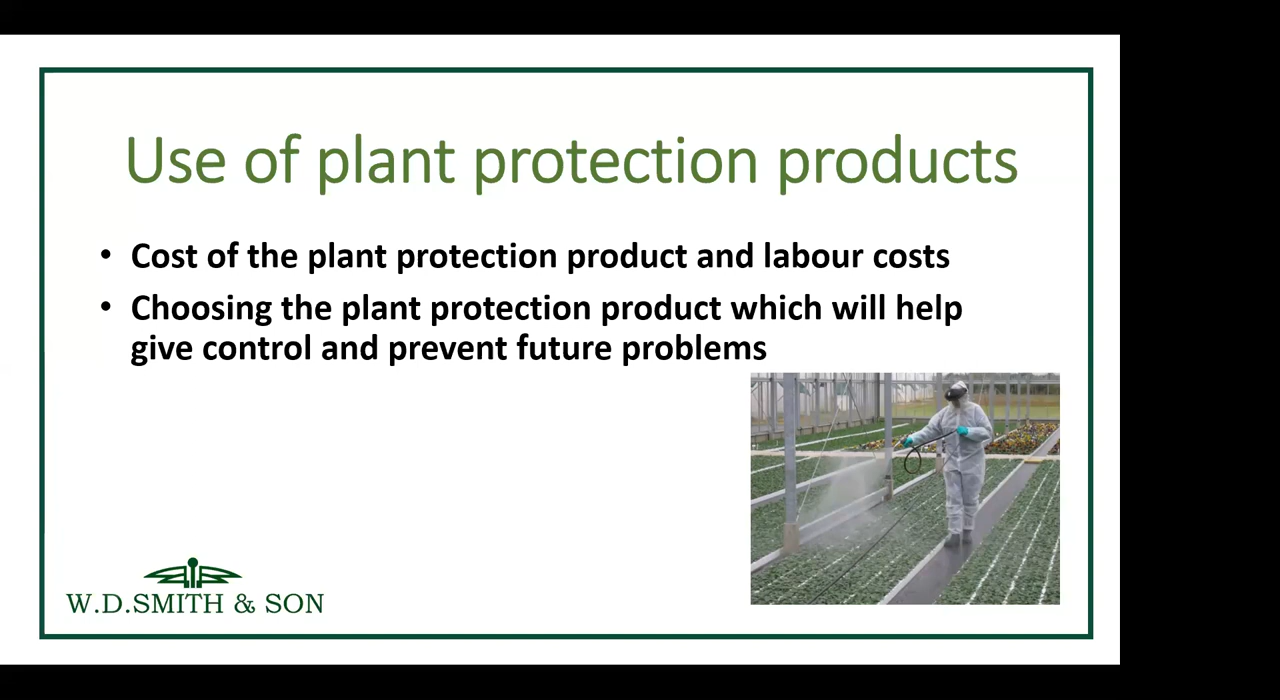 Use of plant protection products
• Cost of the plant protection product and labour costs
• Choosing the plant protection product which will help
give control and prevent future problems
W.D.SMITH & SON